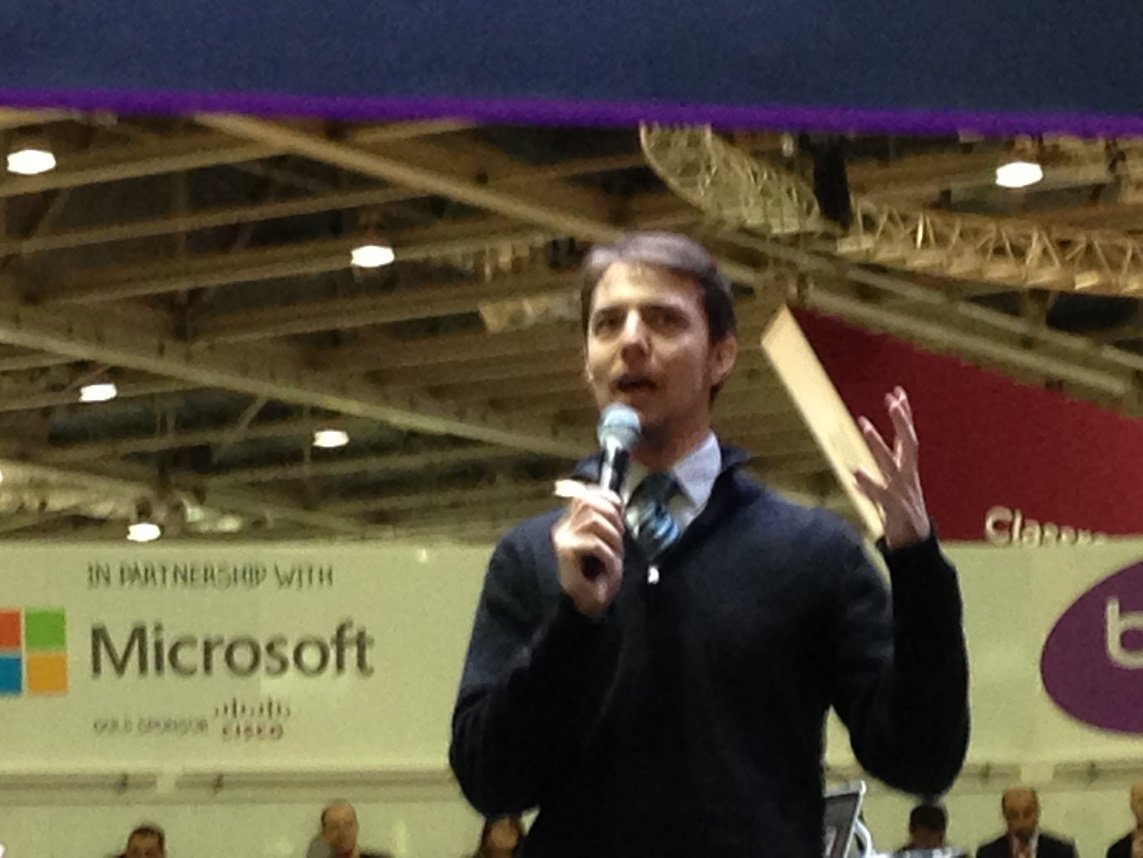 IN PARTNERSHIP WITH
Microsoft
GOLD SPONSOR CISCO